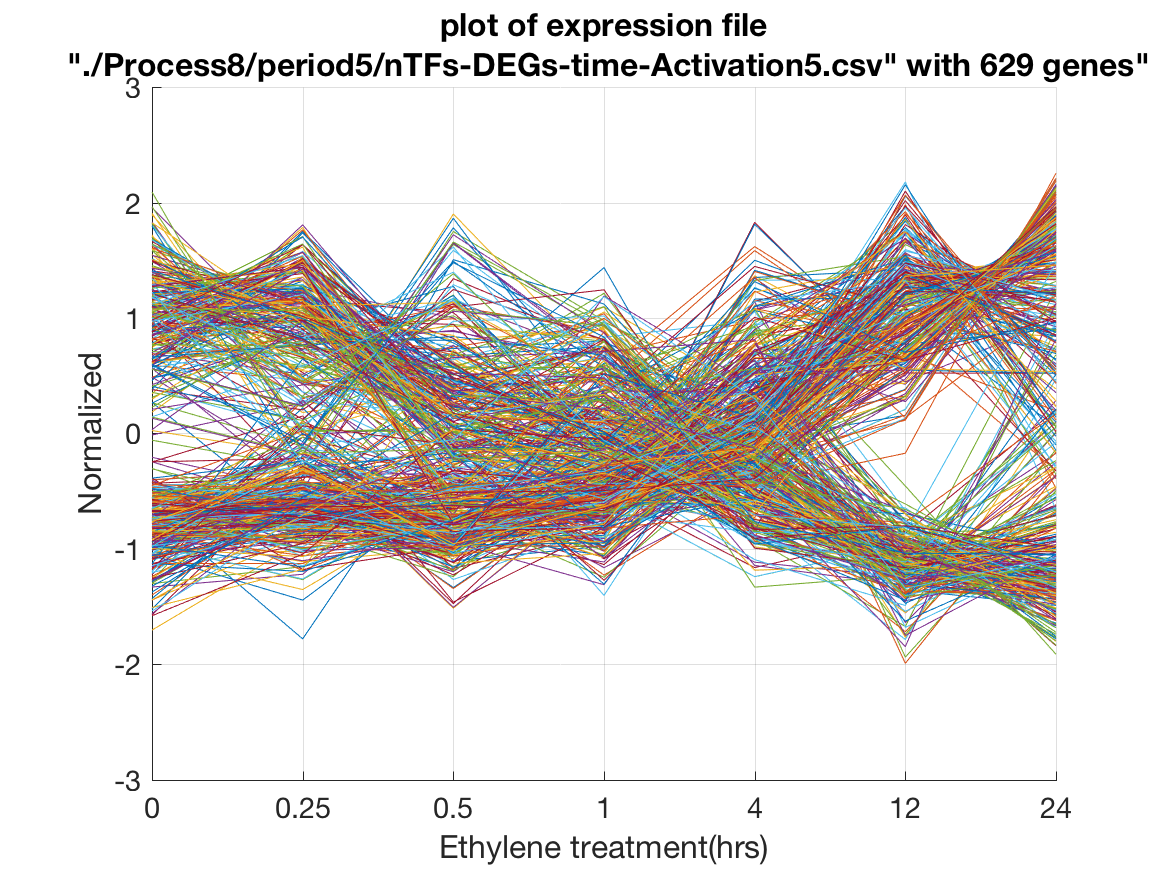 plot of expression file
"./Process8/period5/nTFs-DEGs-time-Activation5.csv" with 629 genes"
3
2
1
0
-1
-2
-3
Normalized
0 0.25 0.5 1 4 12 24
Ethylene treatment(hrs)